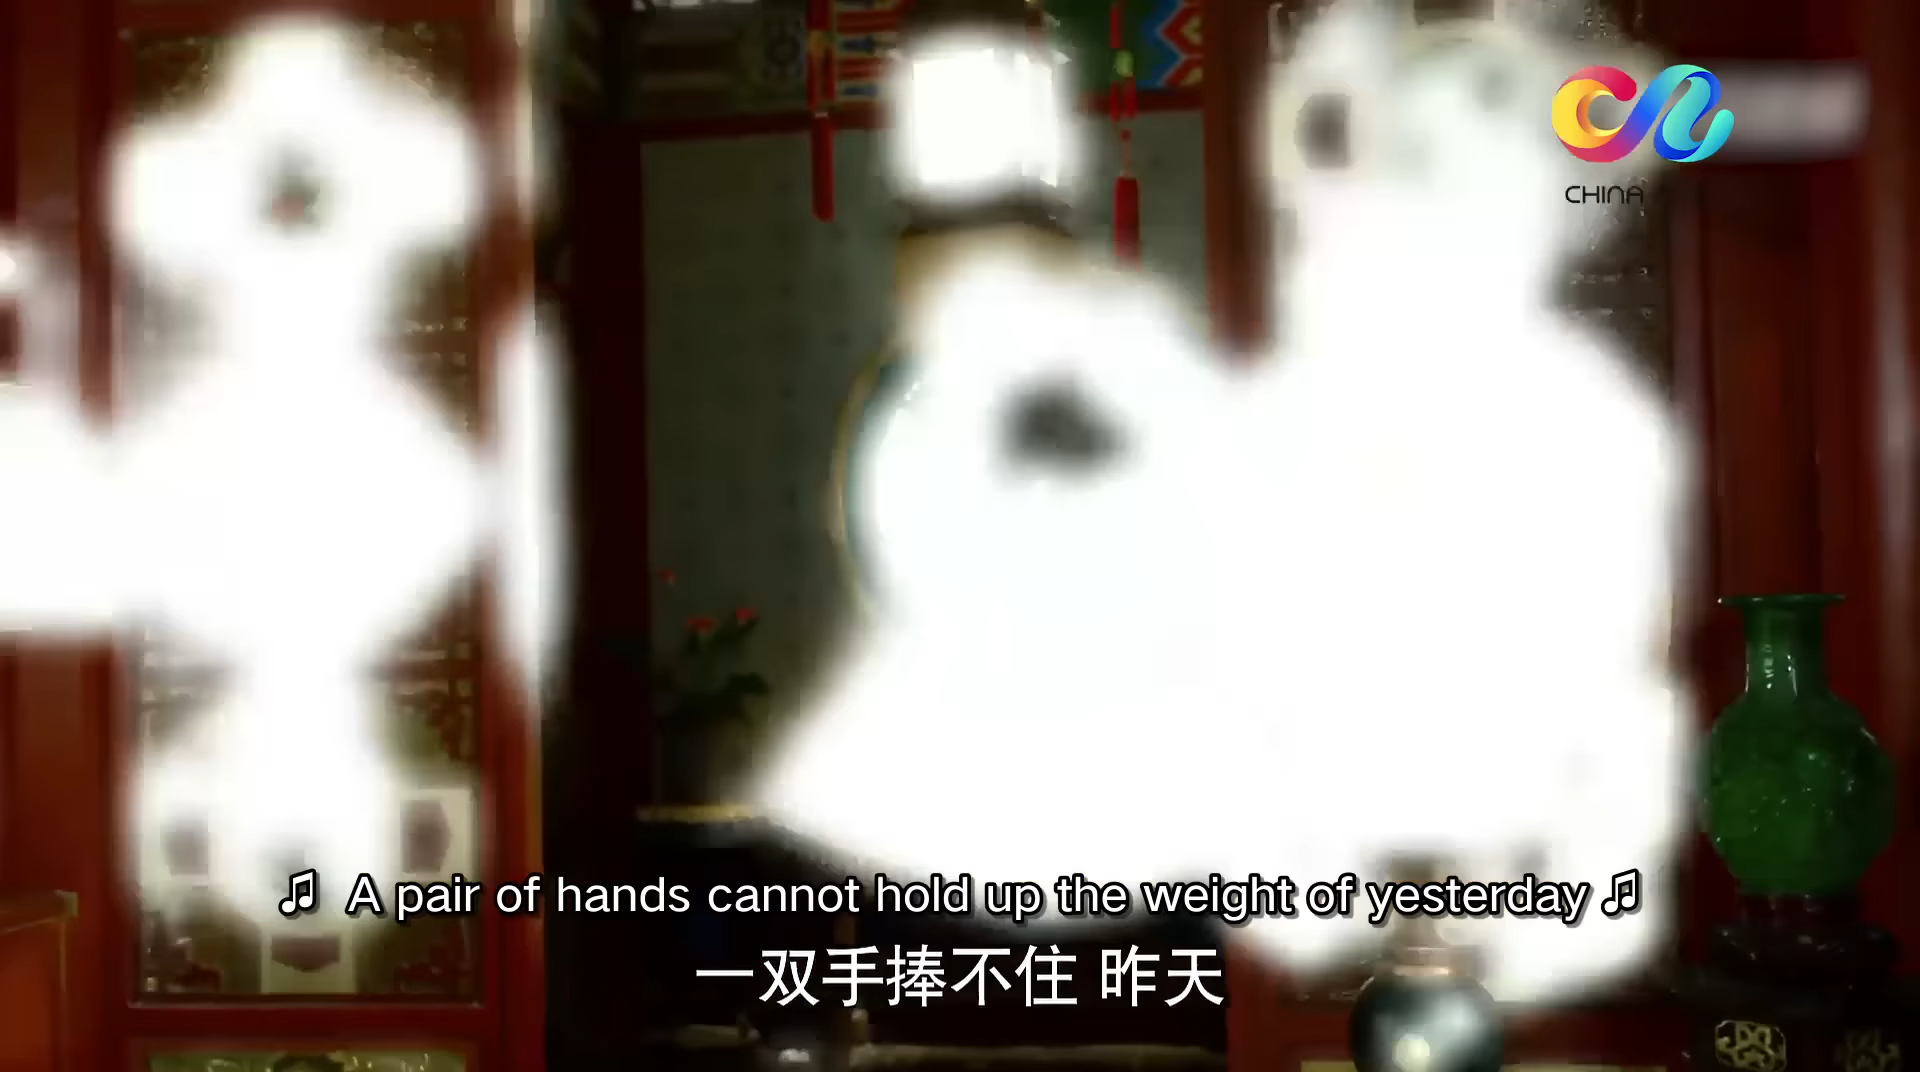 CHINA
♫ A pair of hands cannot hold up the weight of yesterday ♫
一双手捧不住 昨天